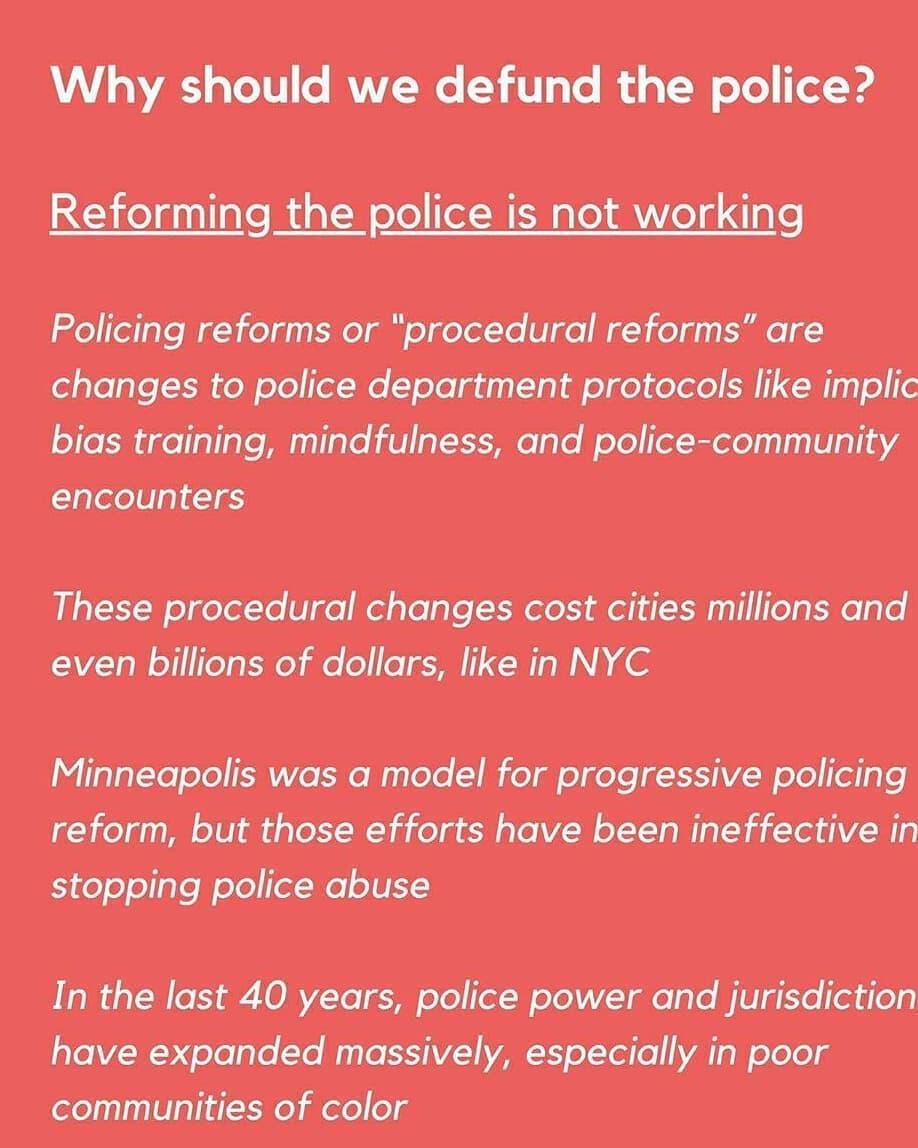 Why should we defund the police?
Reforming the police is not working
Policing reforms or "procedural reforms” are
changes to police department protocols like implic
bias training, mindfulness, and police-community
encounters
These procedural changes cost cities millions and
even billions of dollars, like in NYC
Minneapolis was a model for progressive policing
reform, but those efforts have been ineffective in
stopping police abuse
In the last 40 years, police power and jurisdiction
have expanded massively, especially in poor
communities of color